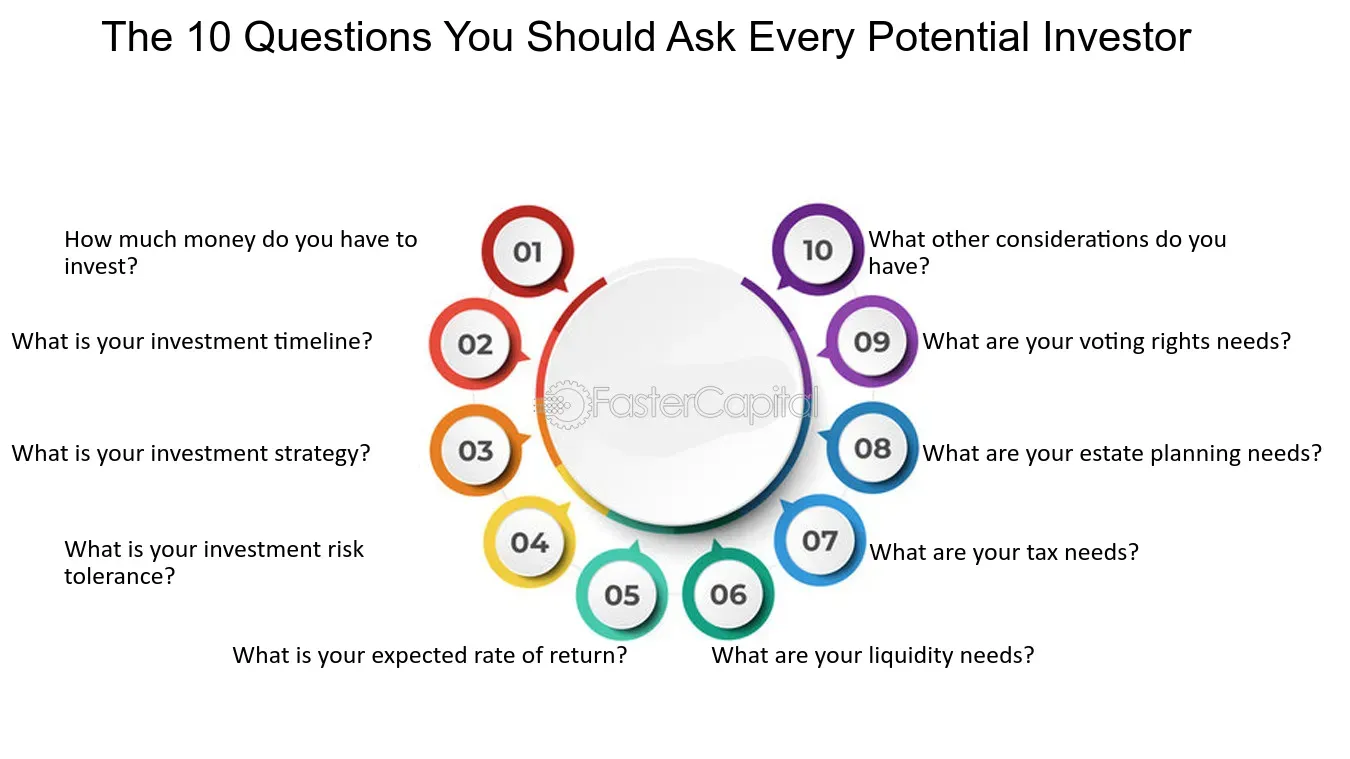 The 10 Questions You Should Ask Every Potential Investor
01
How much money do you have to
invest?
02
What is your investment timeline?
03
What is your investment strategy?
04
What is your investment risk
tolerance?
05
What is your expected rate of return?
06
What are your liquidity needs?
07
What are your tax needs?
08
What are your estate planning needs?
09
What are your voting rights needs?
10
What other considerations do you
have?
FasterCapital